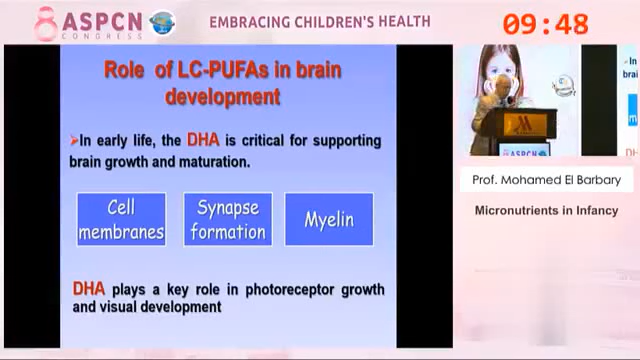 ASPCN
CONGRESS
EMBRACING CHILDREN'S HEALTH
09:48
Role of LC-PUFAs in brain
development
In early life, the DHA is critical for supporting
brain growth and maturation.
Cell
membranes
Synapse
formation
Myelin
DHA plays a key role in photoreceptor growth
and visual development
ASPCN
Prof. Mohamed El Barbary
Micronutrients in Infancy